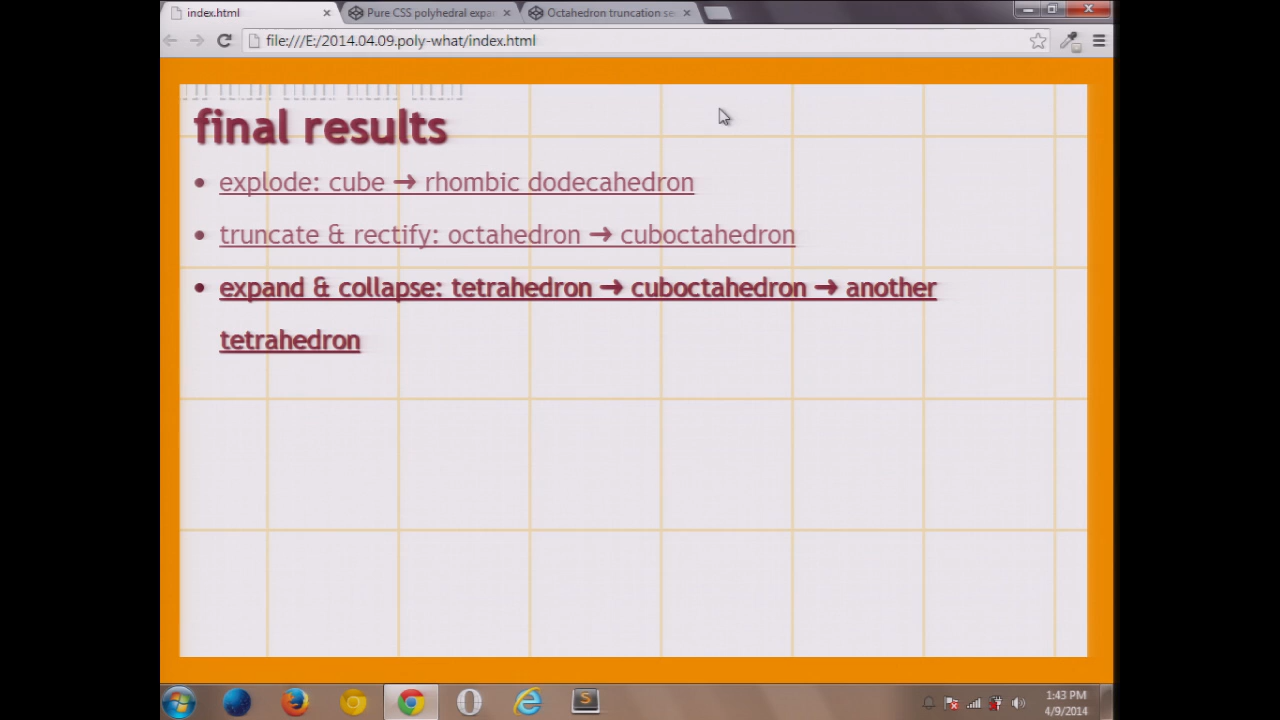 index.html
Pure CSS polyhedral expa
Octahedron truncation se
file:///E:/2014.04.09.poly-what/index.html
final results
• explode: cube ➜ rhombic dodecahedron
• truncate & rectify: octahedron ➜ cuboctahedron
• expand & collapse: tetrahedron ➜ cuboctahedron ➜ another
tetrahedron
1:43 PM
4/9/2014